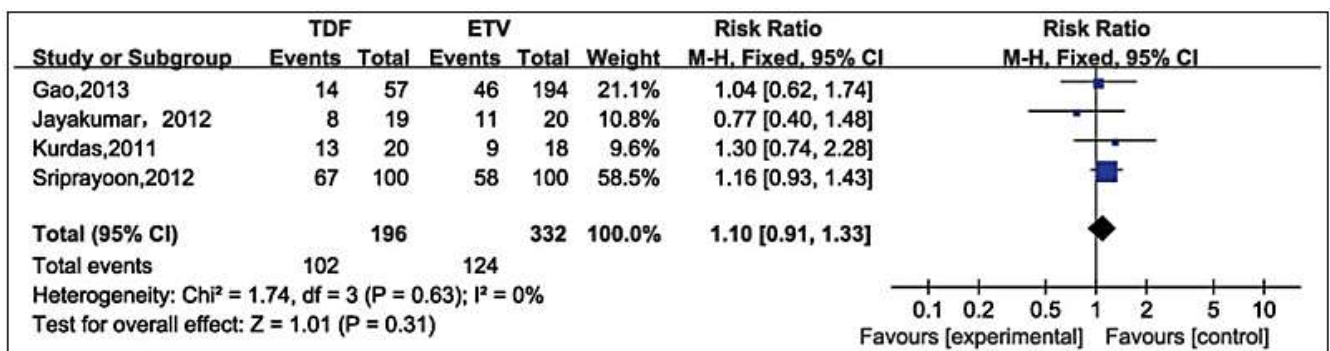 TDF ETV Risk Ratio Risk Ratio
Study or Subgroup Events Total Events Total Weight M-H, Fixed, 95% CI M-H, Fixed, 95% CI
Gao,2013 14 57 46 194 21.1% 1.04 [0.62, 1.74]
Jayakumar, 2012 8 19 11 20 10.8% 0.77 [0.40, 1.48]
Kurdas,2011 13 20 9 18 9.6% 1.30 [0.74, 2.28]
Sriprayoon,2012 67 100 58 100 58.5% 1.16 [0.93, 1.43]
Total (95% CI) 196 332 100.0% 1.10 [0.91, 1.33]
Total events 102 124
Heterogeneity: Chi² = 1.74, df = 3 (P = 0.63); I² = 0%
Test for overall effect: Z = 1.01 (P = 0.31)
0.1 0.2 0.5 1 2 5 10
Favours [experimental] Favours [control]